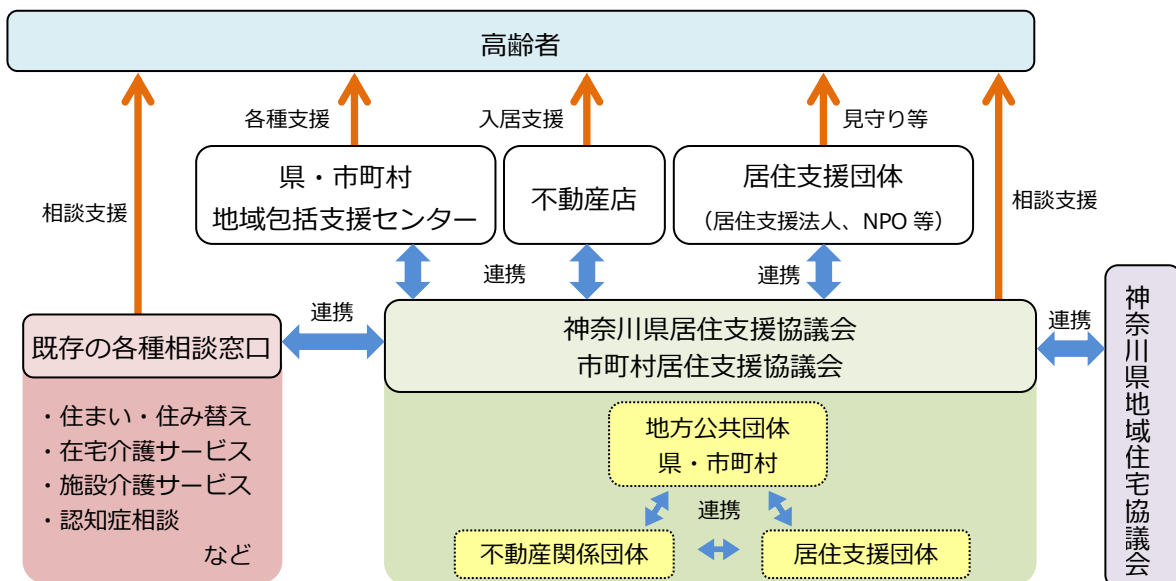 高齢者
各種支援
入居支援
見守り等
相談支援
県・市町村
地域包括支援センター
不動産店
居住支援団体
(居住支援法人、NPO 等)
相談支援
連携
連携
連携
連携
既存の各種相談窓口
・住まい・住み替え
・在宅介護サービス
・施設介護サービス
・認知症相談
など
神奈川県居住支援協議会
市町村居住支援協議会
地方公共団体
県・市町村
連携
不動産関係団体
居住支援団体
神奈川県地域住宅協議会